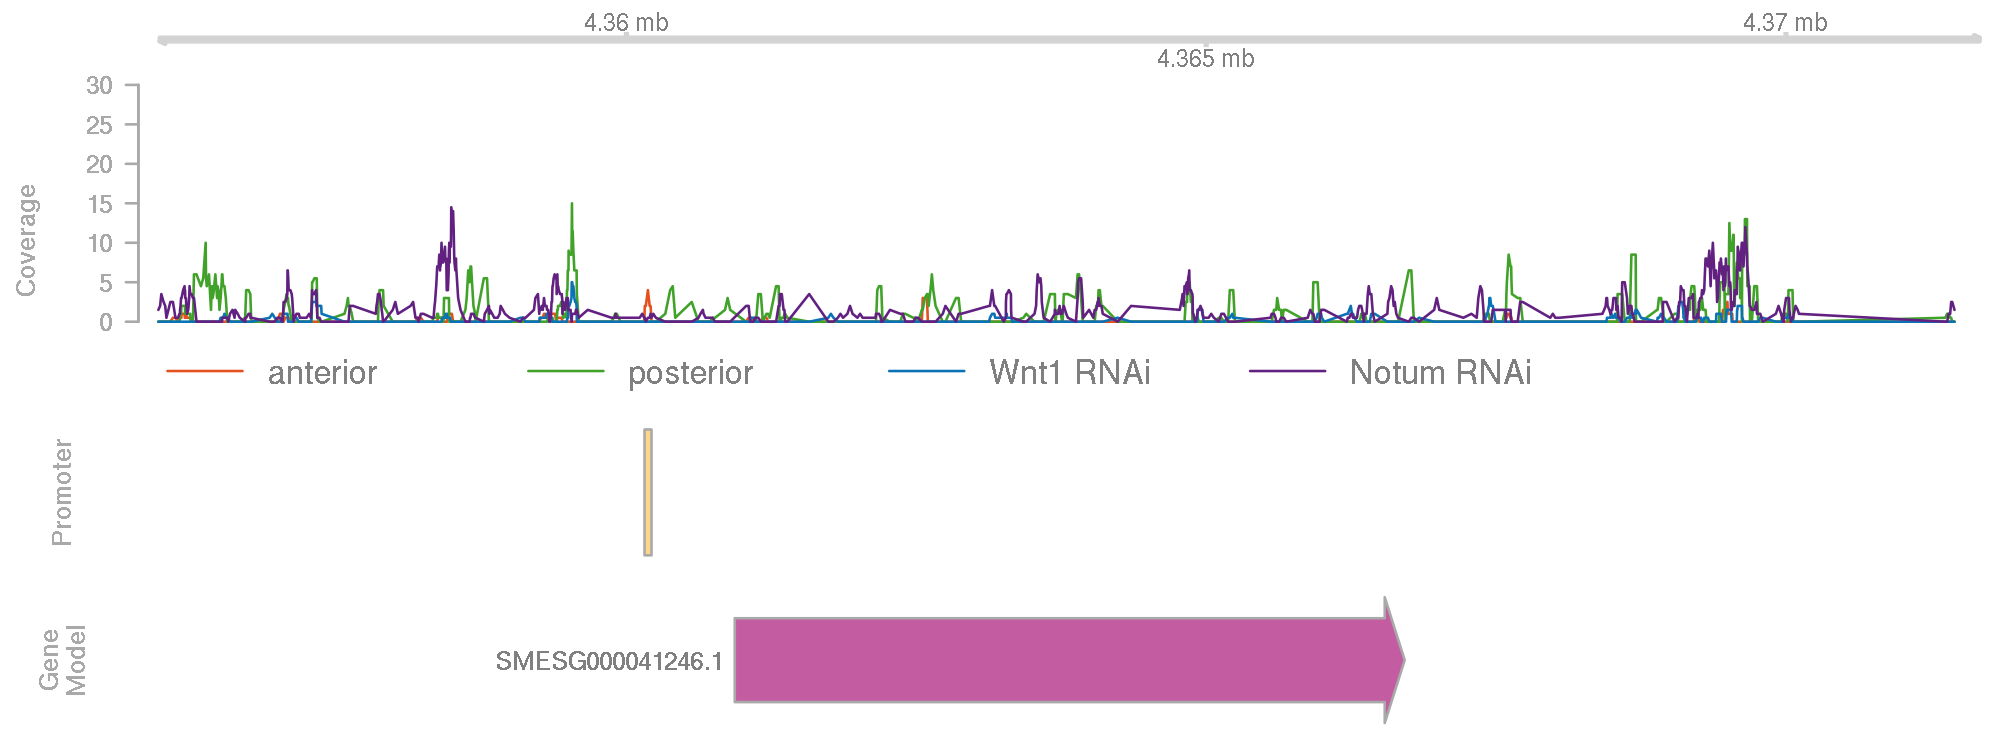 4.36 mb
4.37 mb
4.365 mb
30
25
20
15
10
5
0
Coverage
anterior
posterior
Wnt1 RNAi
Notum RNAi
Promoter
Gene
Model
SMESG000041246.1